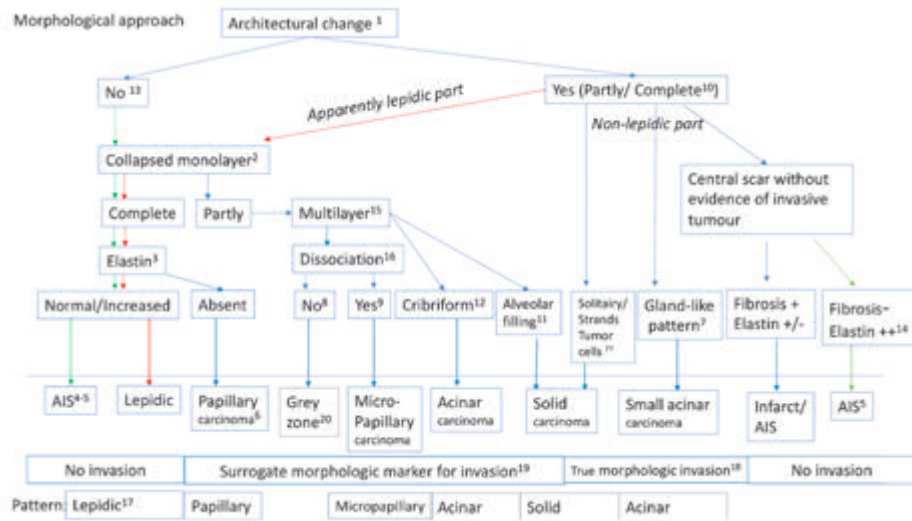 Morphological approach
Architectural change ¹
No ¹³
Yes (Partly/ Complete¹⁰)
Apparently lepidic part
Non-lepidic part
Collapsed monolayer²
Central scar without
evidence of invasive
tumour
Complete
Partly
Multilayer¹⁵
Elastin³
Dissociation¹⁶
Normal/Increased
Absent
No⁸
Yes⁹
Cribriform¹²
Alveolar
filling¹¹
Solitairy/
Strands
Tumor
cells
Gland-like
pattern⁷
Fibrosis +
Elastin +/-
Fibrosis–
Elastin ++¹⁴
AIS⁴⁻⁵
Lepidic
Papillary
carcinoma⁶
Grey
zone²⁰
Micro-
Papillary
carcinoma
Acinar
carcinoma
Solid
carcinoma
Small acinar
carcinoma
Infarct/
AIS
AIS⁵
No invasion
Surrogate morphologic marker for invasion¹⁹
True morphologic invasion¹⁸
No invasion
Pattern:
Lepidic¹⁷
Papillary
Micropapillary
Acinar
Solid
Acinar